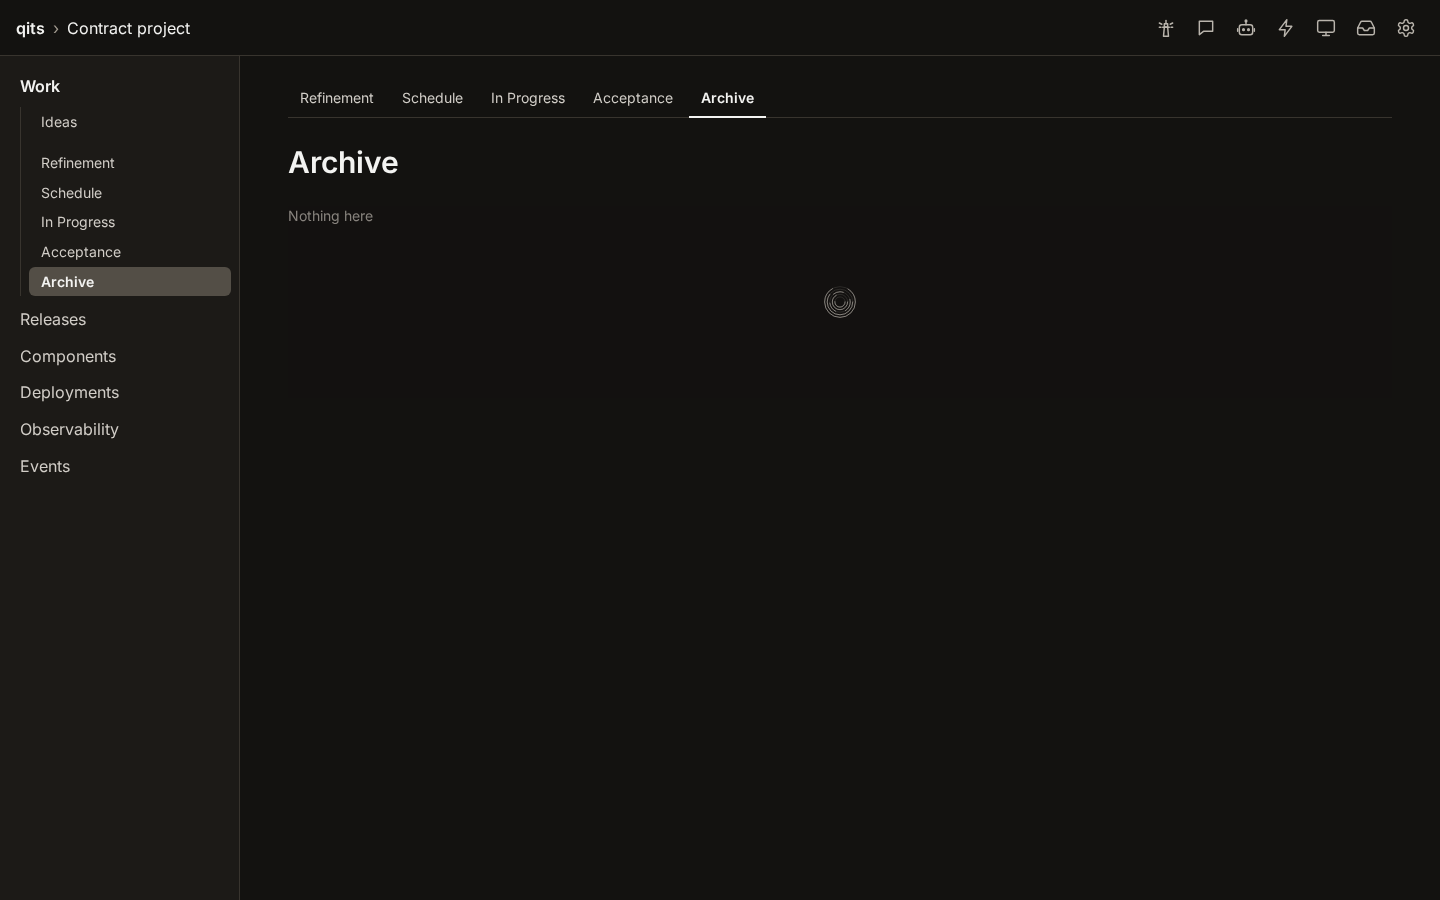 qits › Contract project
Work
Ideas
Refinement
Schedule
In Progress
Acceptance
Archive
Releases
Components
Deployments
Observability
Events
Refinement Schedule In Progress Acceptance Archive
Archive
Nothing here